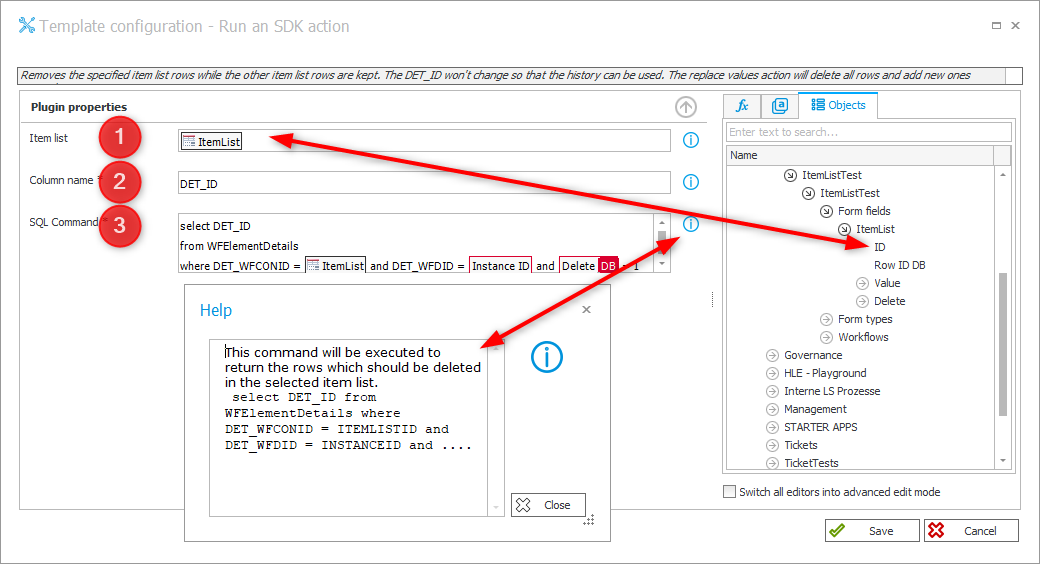 Template configuration - Run an SDK action
Removes the specified item list rows while the other item list rows are kept. The DET_ID won't change so that the history can be used. The replace values action will delete all rows and add new ones
Plugin properties
Item list
1
ItemList
Column name *
2
DET_ID
SQL Command *
3
select DET_ID
from WFElementDetails
where DET_WFCONID = ItemList and DET_WFDID = Instance ID and Delete DB = 1
fx
a
Objects
Enter text to search...
Name
ItemListTest
ItemListTest
Form fields
ItemList
ID
Row ID DB
Value
Delete
Form types
Workflows
Governance
HLE - Playground
Interne LS Prozesse
Management
STARTER APPS
Tickets
TicketTests
Switch all editors into advanced edit mode
Help
This command will be executed to
return the rows which should be deleted
in the selected item list.
select DET_ID from
WFElementDetails where
DET_WFCONID = ITEMLISTID and
DET_WFDID = INSTANCEID and ....
Close
Save
Cancel